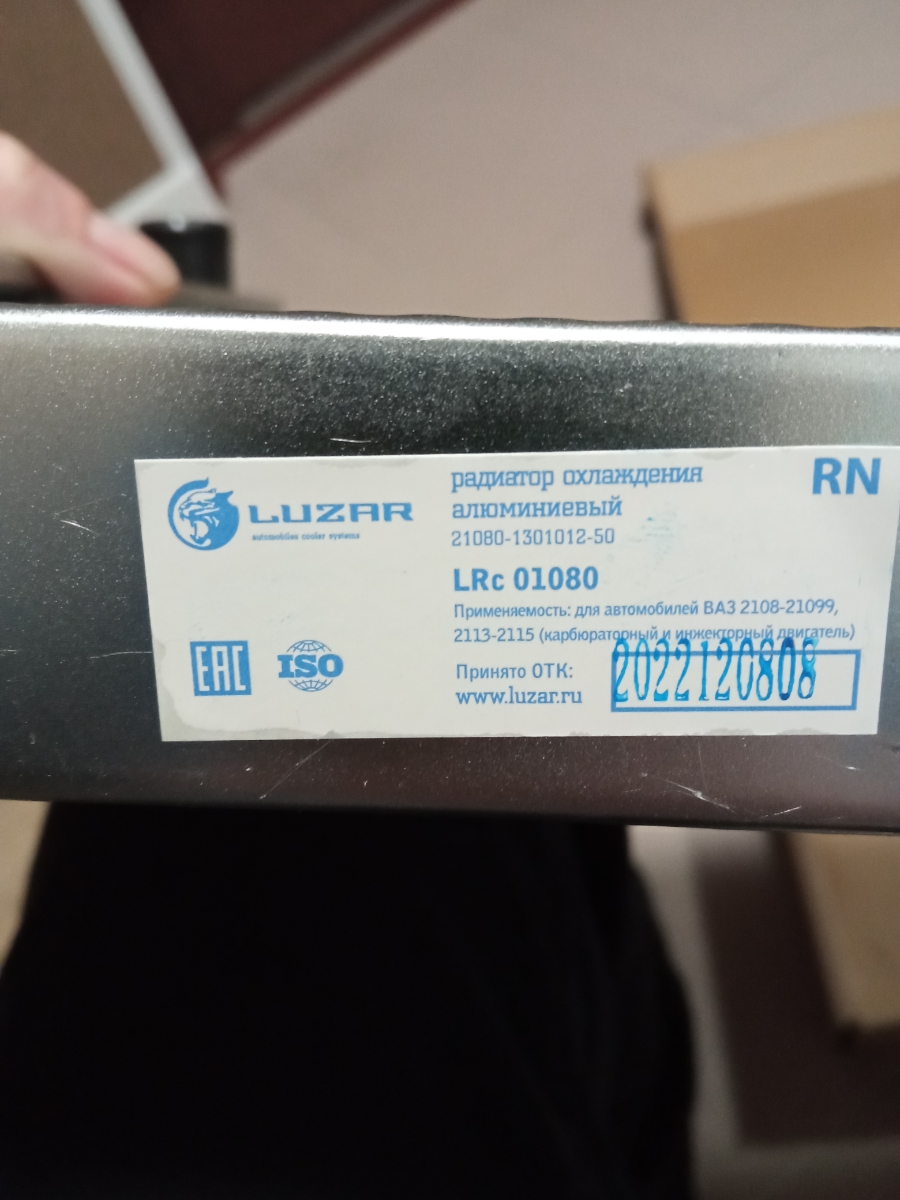 LUZAR
automobiles cooler systems
EAC
ISO
радиатор охлаждения
алюминиевый
21080-1301012-50
LRc 01080
Применяемость: для автомобилей ВАЗ 2108-21099,
2113-2115 (карбюраторный и инжекторный двигатель)
Принято ОТК:
www.luzar.ru
2022120808
RN